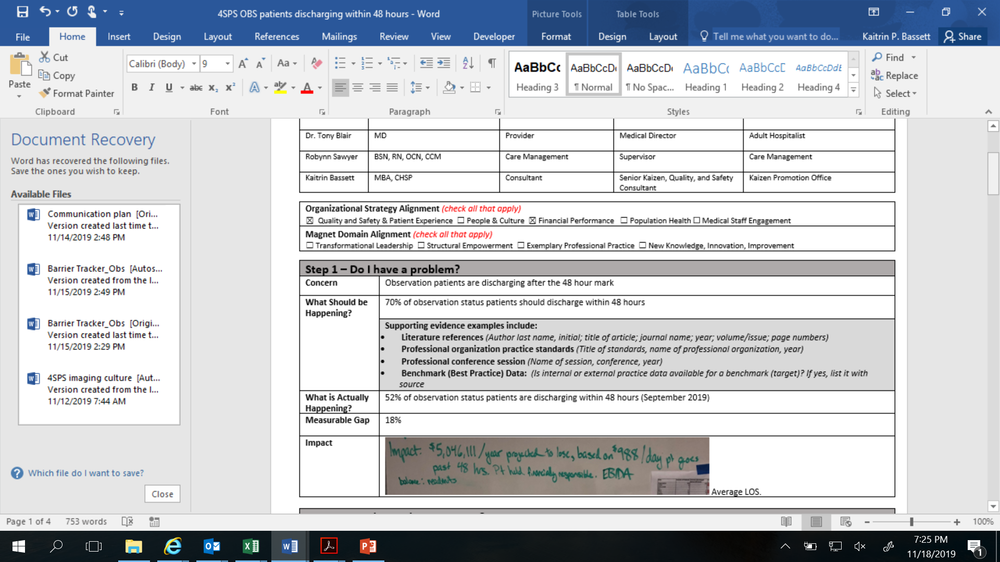 4SPS OBS patients discharging within 48 hours - Word
Picture Tools
Table Tools
File
Home
Insert
Design
Layout
References
Mailings
Review
View
Developer
Format
Design
Layout
Tell me what you want to do...
Kaitrin P. Bassett
Share
Paste
Cut
Copy
Format Painter
Clipboard
Calibri (Body)
9
Font
Paragraph
AaBbCc
Heading 3
AaBbCcDc
¶ Normal
AaBbCcDc
¶ No Spac...
AaBbCc
Heading 1
AaBbCcD
Heading 2
AaBbCcDdE
Heading 4
Styles
Find
Replace
Select
Editing
Document Recovery
Word has recovered the following files.
Save the ones you wish to keep.
Available Files
Communication plan [Ori...
Version created last time t...
11/14/2019 2:48 PM
Barrier Tracker_Obs [Autos...
Version created from the l...
11/15/2019 2:49 PM
Barrier Tracker_Obs [Origi...
Version created last time t...
11/15/2019 2:29 PM
4SPS imaging culture [Aut...
Version created from the l...
11/12/2019 7:44 AM
Which file do I want to save?
Close
Dr. Tony Blair MD Provider Medical Director Adult Hospitalist
Robynn Sawyer BSN, RN, OCN, CCM Care Management Supervisor Care Management
Kaitrin Bassett MBA, CHSP Consultant Senior Kaizen, Quality, and Safety Kaizen Promotion Office
Consultant
Organizational Strategy Alignment (check all that apply)
☒ Quality and Safety & Patient Experience ☐ People & Culture ☒ Financial Performance ☐ Population Health ☐ Medical Staff Engagement
Magnet Domain Alignment (check all that apply)
☐ Transformational Leadership ☐ Structural Empowerment ☐ Exemplary Professional Practice ☐ New Knowledge, Innovation, Improvement
Step 1 – Do I have a problem?
Concern Observation patients are discharging after the 48 hour mark
What Should be 70% of observation status patients should discharge within 48 hours
Happening?
Supporting evidence examples include:
• Literature references (Author last name, initial; title of article; journal name; year; volume/issue; page numbers)
• Professional organization practice standards (Title of standards, name of professional organization, year)
• Professional conference session (Name of session, conference, year)
• Benchmark (Best Practice) Data: (Is internal or external practice data available for a benchmark (target)? If yes, list it with
source
What is Actually 52% of observation status patients are discharging within 48 hours (September 2019)
Happening?
Measurable Gap 18%
Impact
Impact: $5,046,111/year projected to lose, based on $988/day pt goes
past 48 hrs. Pt held financially responsible. EBIDA
balance: readmits
Average LOS.
Page 1 of 4
753 words
100%
7:25 PM
11/18/2019
1